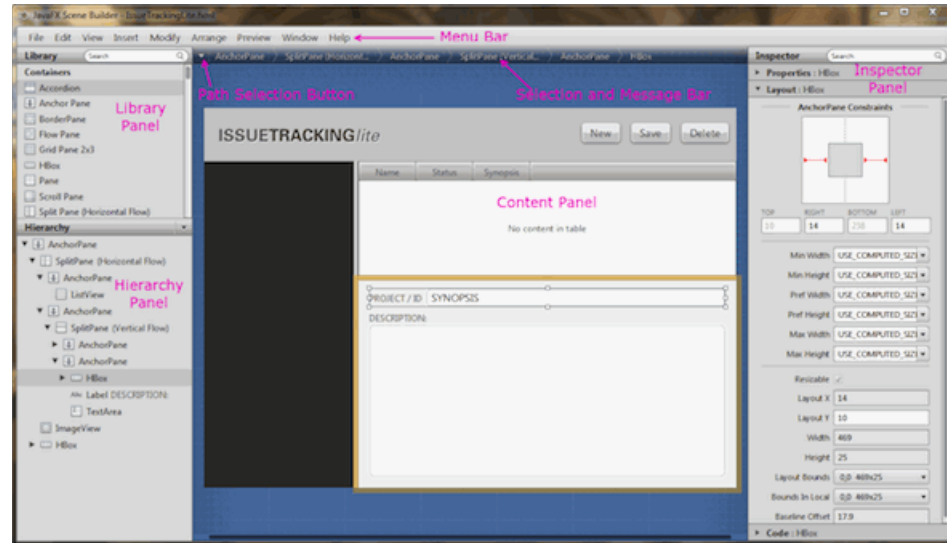 JavaFX Scene Builder - IssueTrackingLite.fxml
File Edit View Insert Modify Arrange Preview Window Help
Menu Bar
Library
Search
AnchorPane
SplitPane (Horizont...
AnchorPane
SplitPane (Vertical...
AnchorPane
HBox
Inspector
Search
Containers
Accordion
Anchor Pane
BorderPane
Flow Pane
Grid Pane 2x3
HBox
Pane
Scroll Pane
Split Pane (Horizontal Flow)
Library
Panel
Path Selection Button
Selection and Message Bar
Properties : HBox
Inspector
Panel
Layout : HBox
AnchorPane Constraints
ISSUETRACKINGlite
New
Save
Delete
Name Status Synopsis
Content Panel
No content in table
TOP RIGHT BOTTOM LEFT
10 14 238 14
Hierarchy
AnchorPane
SplitPane (Horizontal Flow)
AnchorPane
ListView
AnchorPane
SplitPane (Vertical Flow)
AnchorPane
AnchorPane
HBox
Abc Label DESCRIPTION:
TextArea
ImageView
HBox
Hierarchy
Panel
PROJECT / ID SYNOPSIS
DESCRIPTION:
Min Width USE_COMPUTED_SIZE
Min Height USE_COMPUTED_SIZE
Pref Width USE_COMPUTED_SIZE
Pref Height USE_COMPUTED_SIZE
Max Width USE_COMPUTED_SIZE
Max Height USE_COMPUTED_SIZE
Resizable
Layout X 14
Layout Y 10
Width 469
Height 25
Layout Bounds 0,0 469x25
Bounds In Local 0,0 469x25
Baseline Offset 17.9
Code : HBox